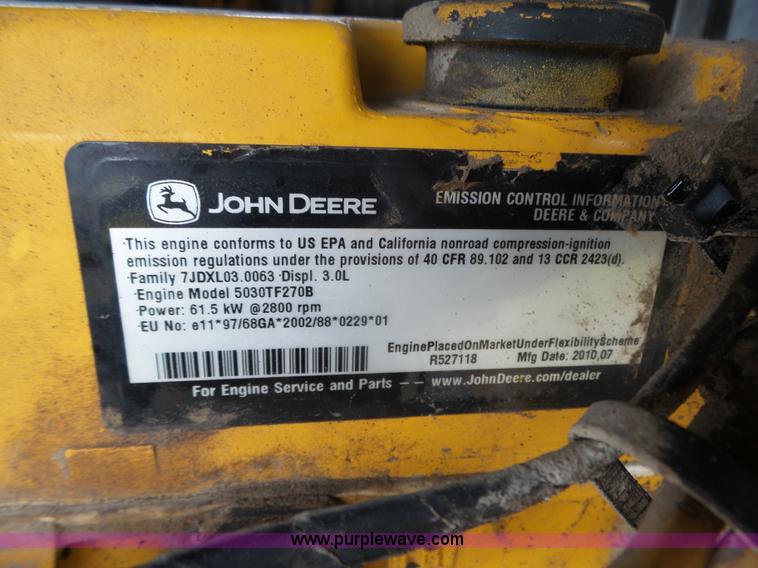 JOHN DEERE
EMISSION CONTROL INFORMATION
DEERE & COMPANY
·This engine conforms to US EPA and California nonroad compression-ignition
emission regulations under the provisions of 40 CFR 89.102 and 13 CCR 2423(d).
·Family 7JDXL03.0063 ·Displ. 3.0L
·Engine Model 5030TF270B
·Power: 61.5 kW @2800 rpm
·EU No: e11*97/68GA*2002/88*0229*01
EnginePlacedOnMarketUnderFlexibilityScheme
R527118 Mfg Date: 2010,07
For Engine Service and Parts — — www.JohnDeere.com/dealer
www.purplewave.com